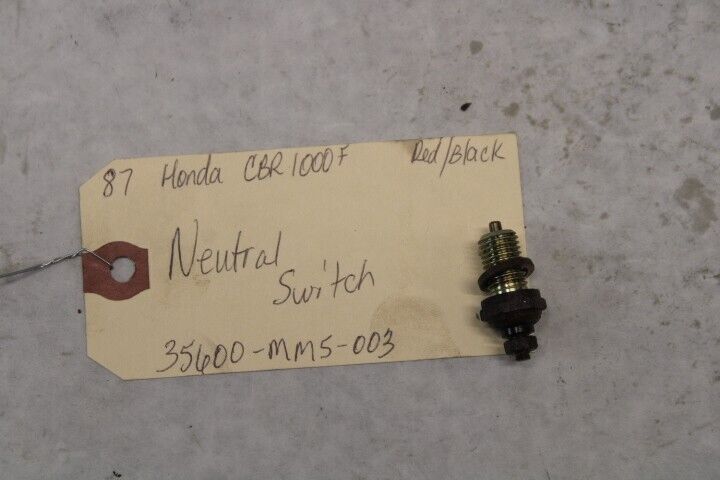 87 Honda CBR1000F Red/Black
Neutral
Switch
35600-MM5-003